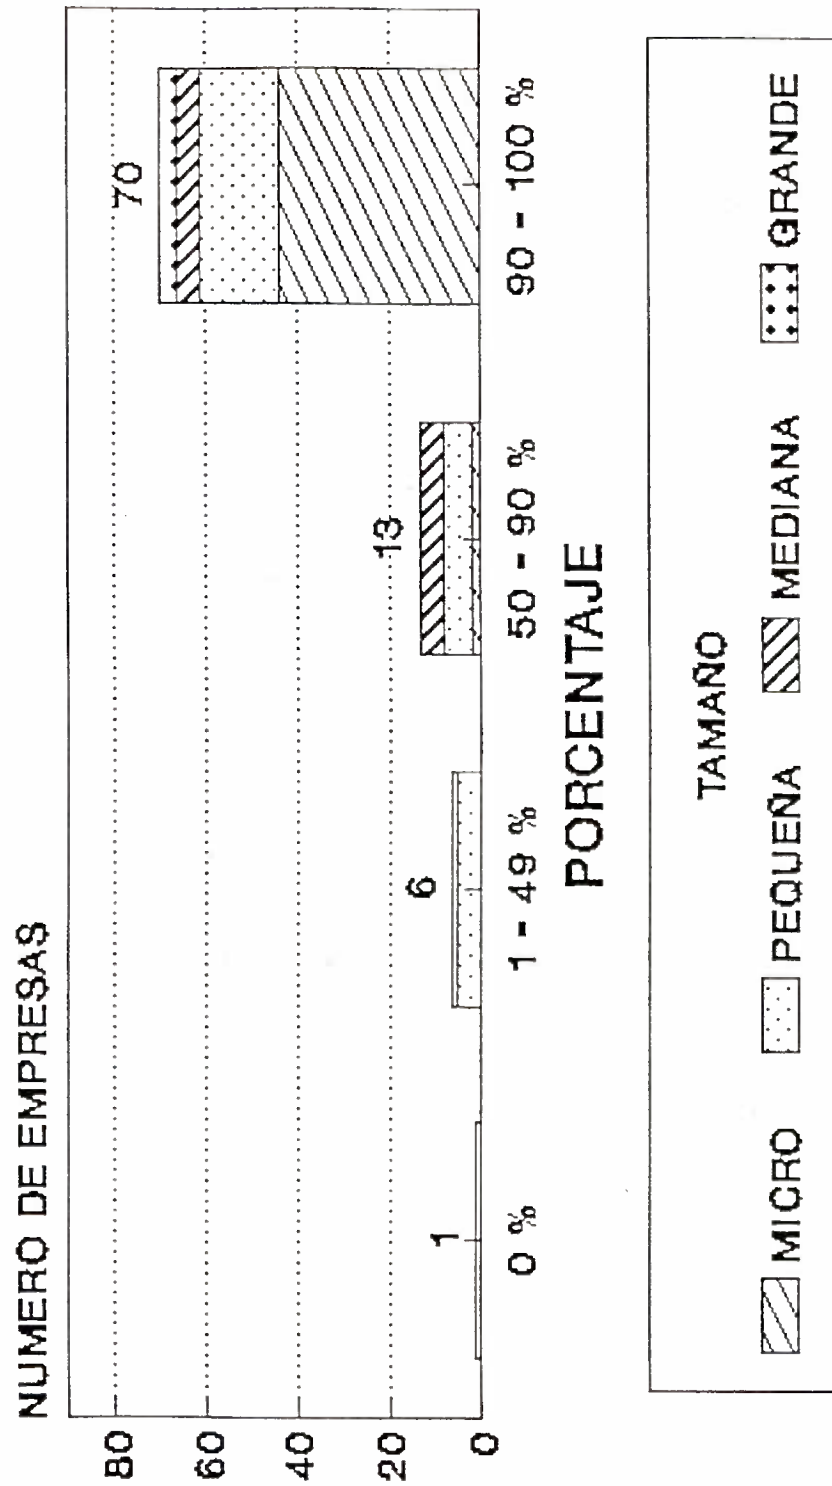 NUMERO DE EMPRESAS
80
60
40
20
0
1
6
13
70
0 %
1 - 49 %
50 - 90 %
90 - 100 %
PORCENTAJE
TAMAÑO
MICRO
PEQUEÑA
MEDIANA
GRANDE